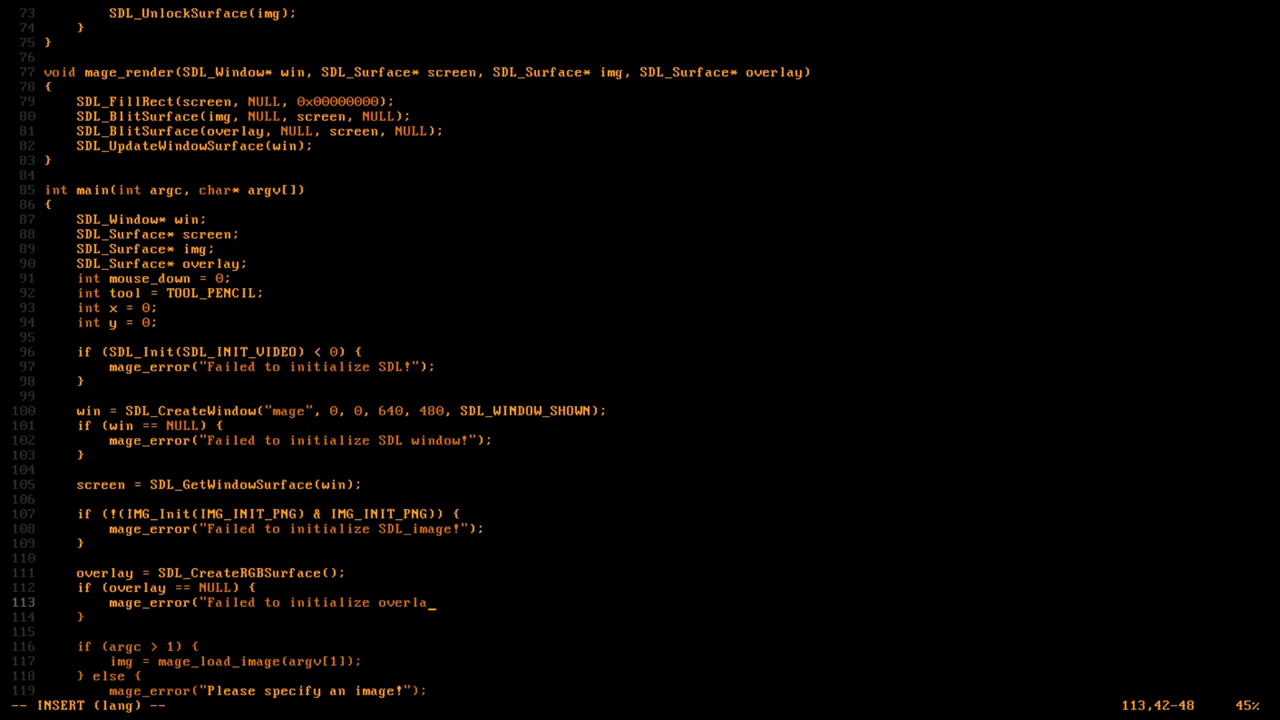 73         SDL_UnlockSurface(img);
74     }
75 }
76
77 void mage_render(SDL_Window* win, SDL_Surface* screen, SDL_Surface* img, SDL_Surface* overlay)
78 {
79     SDL_FillRect(screen, NULL, 0x00000000);
80     SDL_BlitSurface(img, NULL, screen, NULL);
81     SDL_BlitSurface(overlay, NULL, screen, NULL);
82     SDL_UpdateWindowSurface(win);
83 }
84
85 int main(int argc, char* argv[])
86 {
87     SDL_Window* win;
88     SDL_Surface* screen;
89     SDL_Surface* img;
90     SDL_Surface* overlay;
91     int mouse_down = 0;
92     int tool = TOOL_PENCIL;
93     int x = 0;
94     int y = 0;
95
96     if (SDL_Init(SDL_INIT_VIDEO) < 0) {
97         mage_error("Failed to initialize SDL!");
98     }
99
100     win = SDL_CreateWindow("mage", 0, 0, 640, 480, SDL_WINDOW_SHOWN);
101     if (win == NULL) {
102         mage_error("Failed to initialize SDL window!");
103     }
104
105     screen = SDL_GetWindowSurface(win);
106
107     if (!(IMG_Init(IMG_INIT_PNG) & IMG_INIT_PNG)) {
108         mage_error("Failed to initialize SDL_image!");
109     }
110
111     overlay = SDL_CreateRGBSurface();
112     if (overlay == NULL) {
113         mage_error("Failed to initialize overla_
114     }
115
116     if (argc > 1) {
117         img = mage_load_image(argv[1]);
118     } else {
119         mage_error("Please specify an image!");
-- INSERT (lang) -- 113,42-48 45%